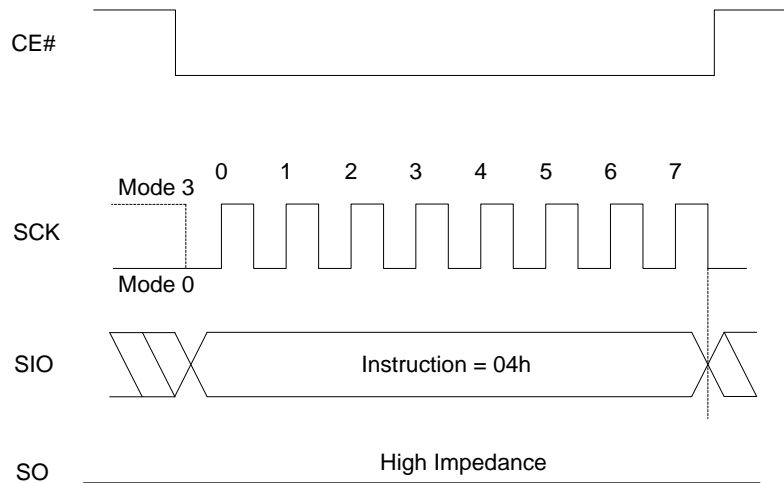 CE#
0 1 2 3 4 5 6 7
Mode 3
SCK
Mode 0
SIO
Instruction = 04h
SO
High Impedance